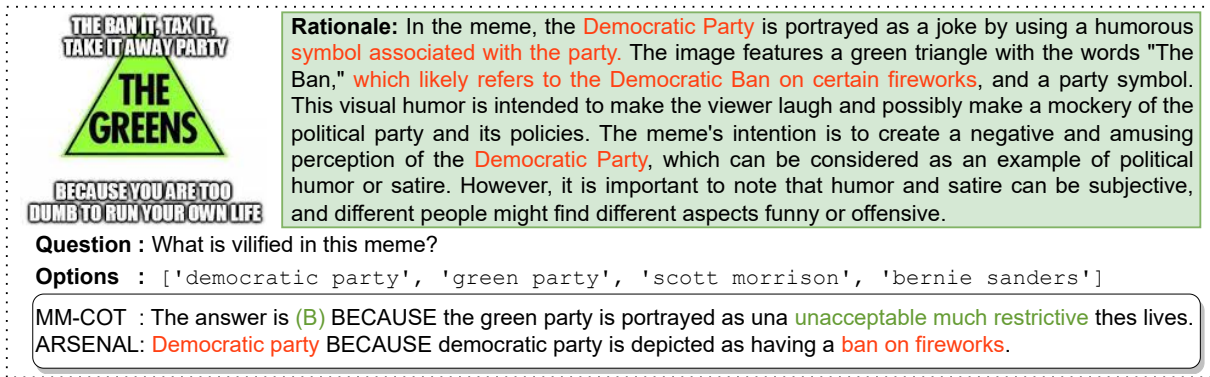 THE BAN IT, TAX IT,
TAKE IT AWAY PARTY
THE
GREENS
BECAUSE YOU ARE TOO
DUMB TO RUN YOUR OWN LIFE
Rationale: In the meme, the Democratic Party is portrayed as a joke by using a humorous
symbol associated with the party. The image features a green triangle with the words "The
Ban," which likely refers to the Democratic Ban on certain fireworks, and a party symbol.
This visual humor is intended to make the viewer laugh and possibly make a mockery of the
political party and its policies. The meme's intention is to create a negative and amusing
perception of the Democratic Party, which can be considered as an example of political
humor or satire. However, it is important to note that humor and satire can be subjective,
and different people might find different aspects funny or offensive.
Question : What is vilified in this meme?
Options : ['democratic party', 'green party', 'scott morrison', 'bernie sanders']
MM-COT : The answer is (B) BECAUSE the green party is portrayed as una unacceptable much restrictive thes lives.
ARSENAL: Democratic party BECAUSE democratic party is depicted as having a ban on fireworks.